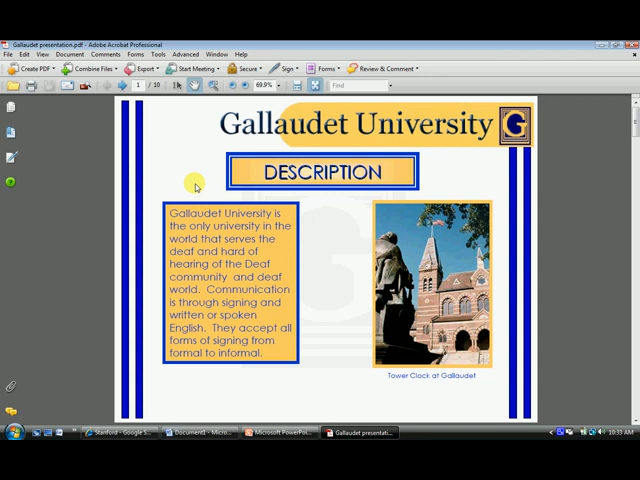 Gallaudet presentation.pdf - Adobe Acrobat Professional
File Edit View Document Comments Forms Tools Advanced Window Help
Create PDF Combine Files Export Start Meeting Secure Sign Forms Review & Comment
1 / 10 69.9% Find
Gallaudet University G
DESCRIPTION
Gallaudet University is
the only university in the
world that serves the
deaf and hard of
hearing of the Deaf
community and deaf
world. Communication
is through signing and
written or spoken
English. They accept all
forms of signing from
formal to informal.
Tower Clock at Gallaudet
Stanford - Google S... Document1 - Micro... Microsoft PowerPoi... Gallaudet presentati... 10:33 AM